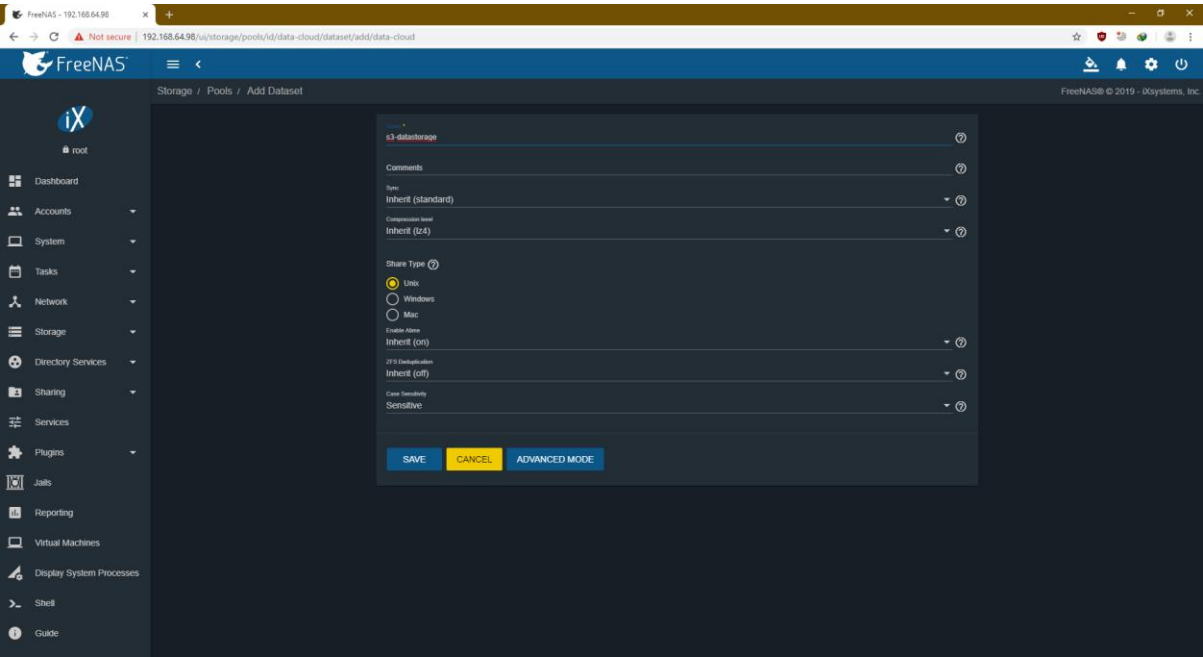 FreeNAS - 192.168.64.98
Not secure | 192.168.64.98/ui/storage/pools/id/data-cloud/dataset/add/data-cloud
FreeNAS
Storage / Pools / Add Dataset
FreeNAS® © 2019 - iXsystems, Inc.
iX
root
Dashboard
Accounts
System
Tasks
Network
Storage
Directory Services
Sharing
Services
Plugins
Jails
Reporting
Virtual Machines
Display System Processes
Shell
Guide
s3-datastorage
Comments
Sync
Inherit (standard)
Compression level
Inherit (lz4)
Share Type
Unix
Windows
Mac
Enable Atime
Inherit (on)
ZFS Deduplication
Inherit (off)
Case Sensitivity
Sensitive
SAVE
CANCEL
ADVANCED MODE